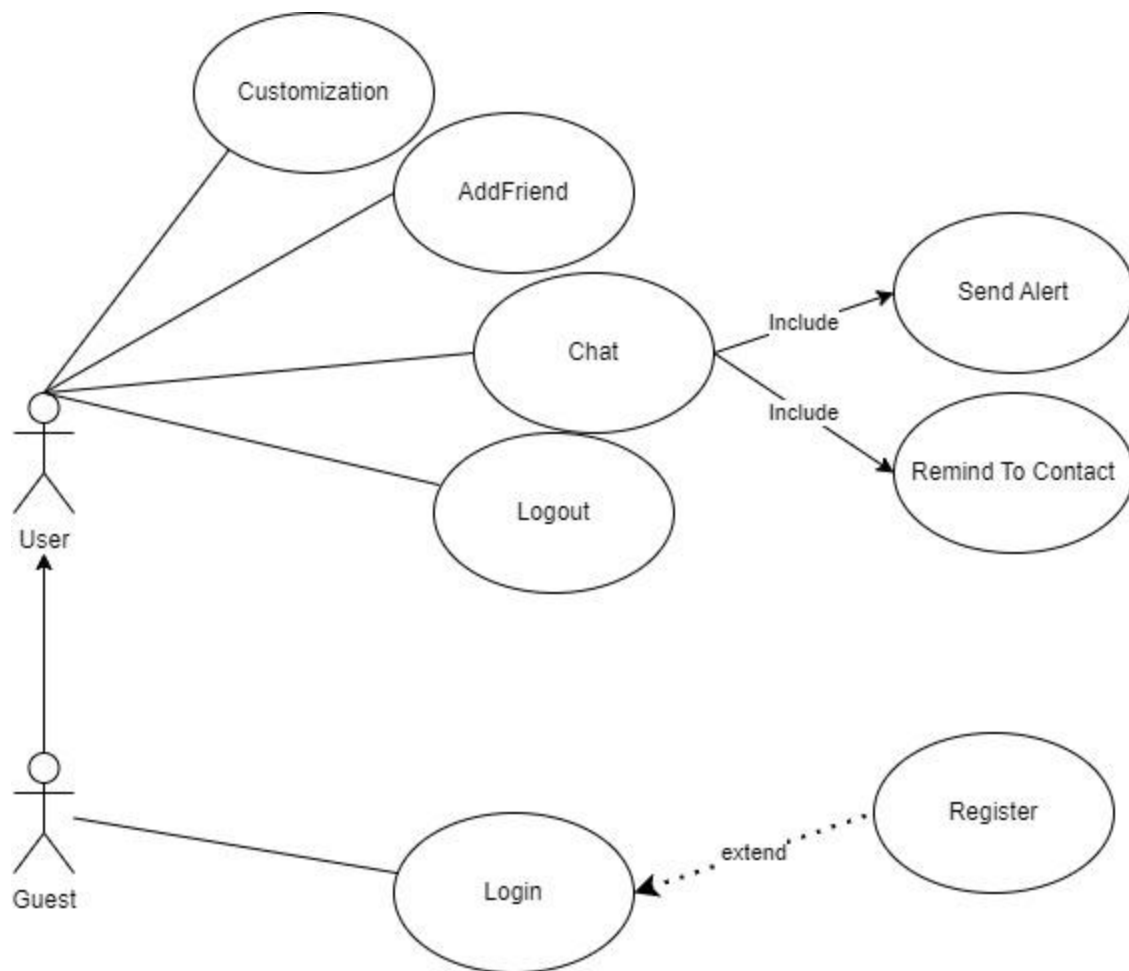 Customization
AddFriend
Send Alert
Include
Chat
Include
Remind To Contact
Logout
User
Register
extend
Login
Guest